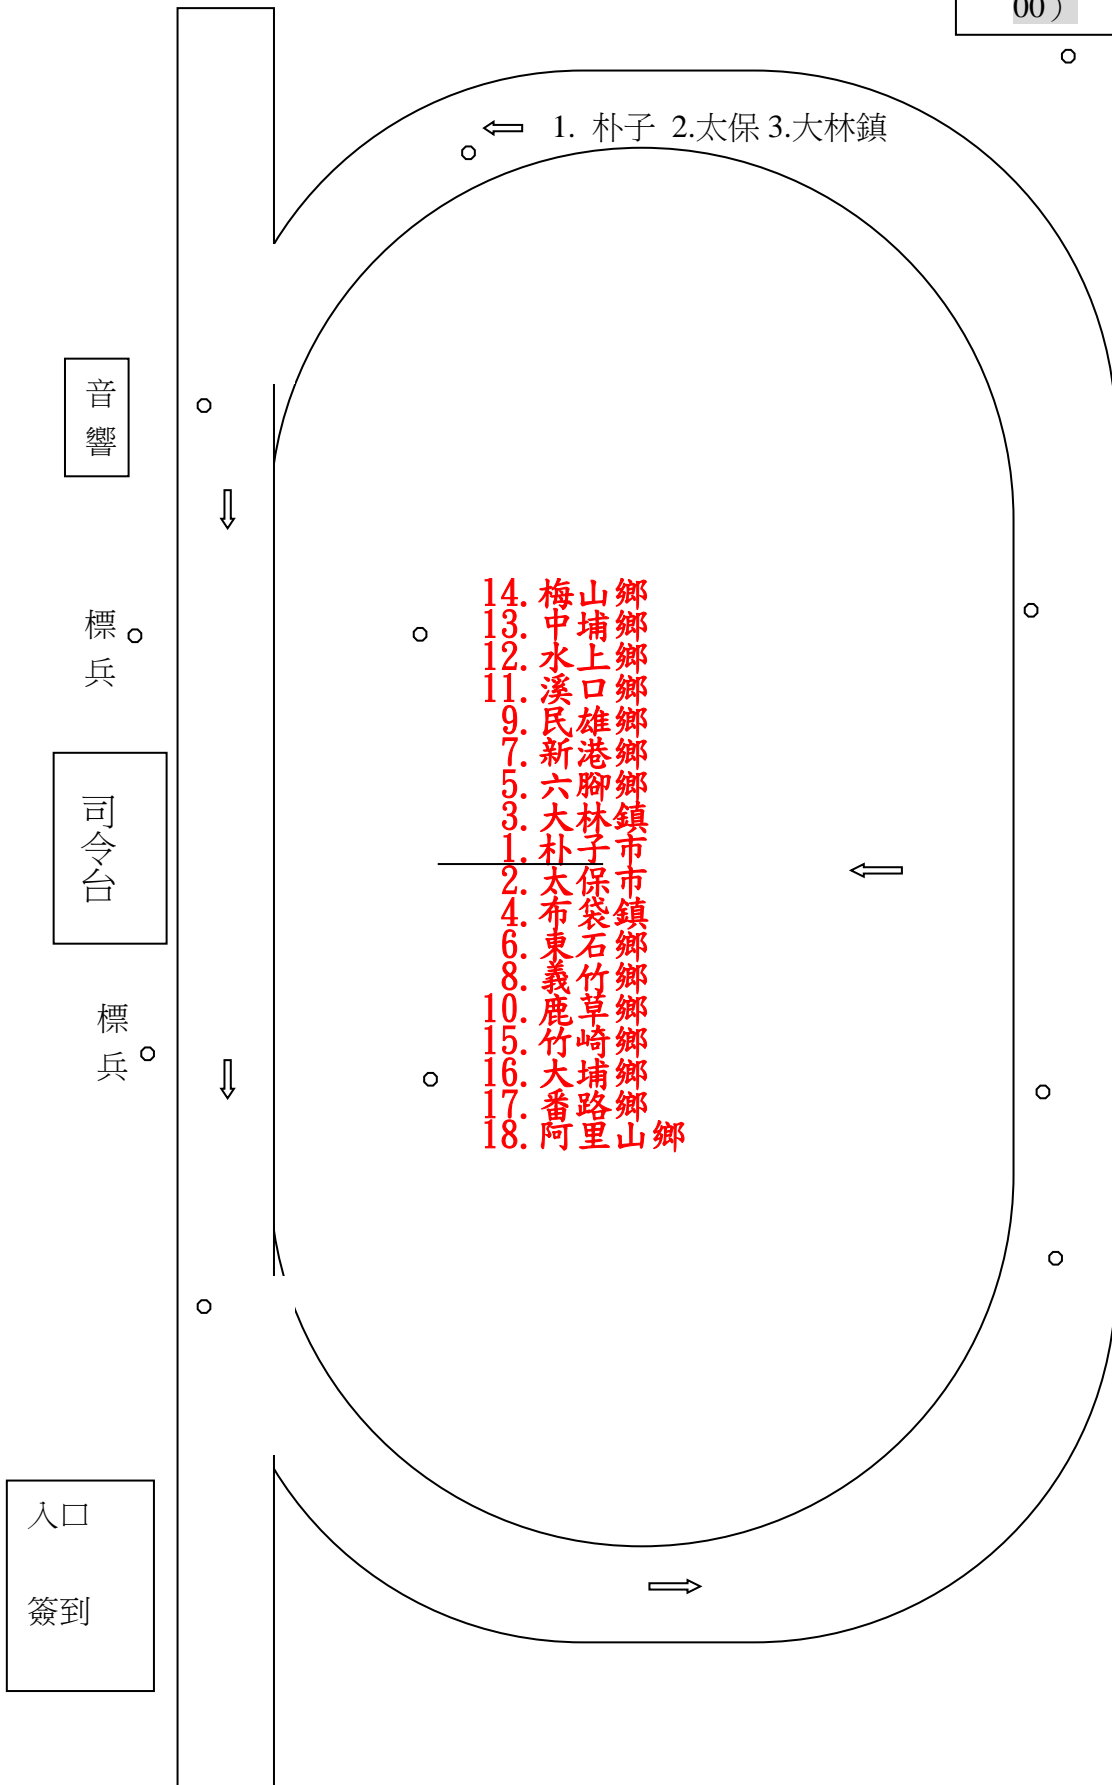 00）
1. 朴子 2.太保 3.大林鎮
音
響
標
兵
14.梅山鄉
13.中埔鄉
12.水上鄉
11.溪口鄉
9.民雄鄉
7.新港鄉
5.六腳鄉
3.大林鎮
1.朴子市
2.太保市
4.布袋鎮
6.東石鄉
8.義竹鄉
10.鹿草鄉
15.竹崎鄉
16.大埔鄉
17.番路鄉
18.阿里山鄉
司令台
標
兵
入口
簽到